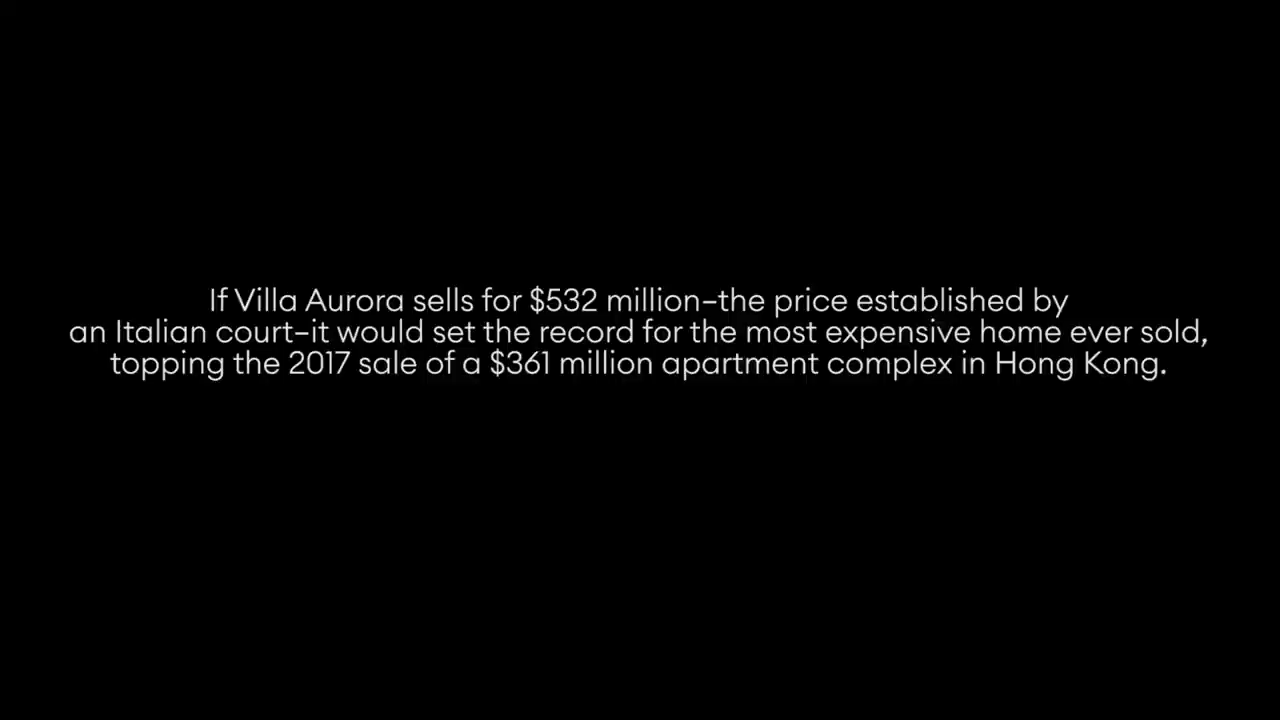 If Villa Aurora sells for $532 million–the price established by
an Italian court–it would set the record for the most expensive home ever sold,
topping the 2017 sale of a $361 million apartment complex in Hong Kong.